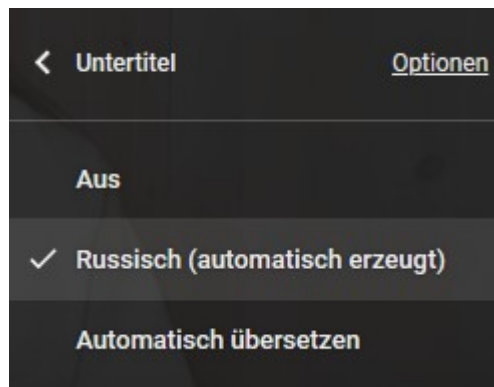 Untertitel Optionen
Aus
Russisch (automatisch erzeugt)
Automatisch übersetzen